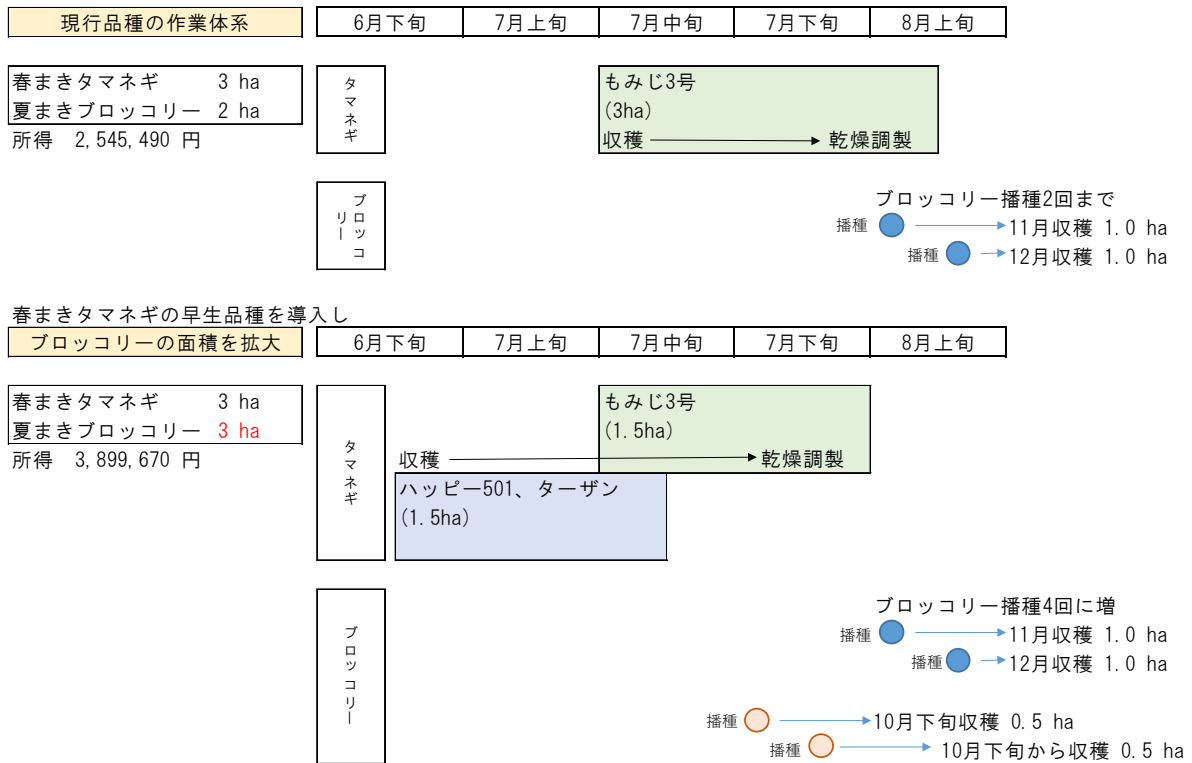 現行品種の作業体系
6月下旬 7月上旬 7月中旬 7月下旬 8月上旬
春まきタマネギ 3 ha
夏まきブロッコリー 2 ha
所得 2,545,490 円
タマネギ
もみじ3号
(3ha)
収穫 乾燥調製
ブロッコリー
ブロッコリー播種2回まで
播種 11月収穫 1.0 ha
播種 12月収穫 1.0 ha
春まきタマネギの早生品種を導入し
ブロッコリーの面積を拡大
6月下旬 7月上旬 7月中旬 7月下旬 8月上旬
春まきタマネギ 3 ha
夏まきブロッコリー 3 ha
所得 3,899,670 円
タマネギ
もみじ3号
(1.5ha)
収穫 乾燥調製
ハッピー501、ターザン
(1.5ha)
ブロッコリー
ブロッコリー播種4回に増
播種 11月収穫 1.0 ha
播種 12月収穫 1.0 ha
播種 10月下旬収穫 0.5 ha
播種 10月下旬から収穫 0.5 ha